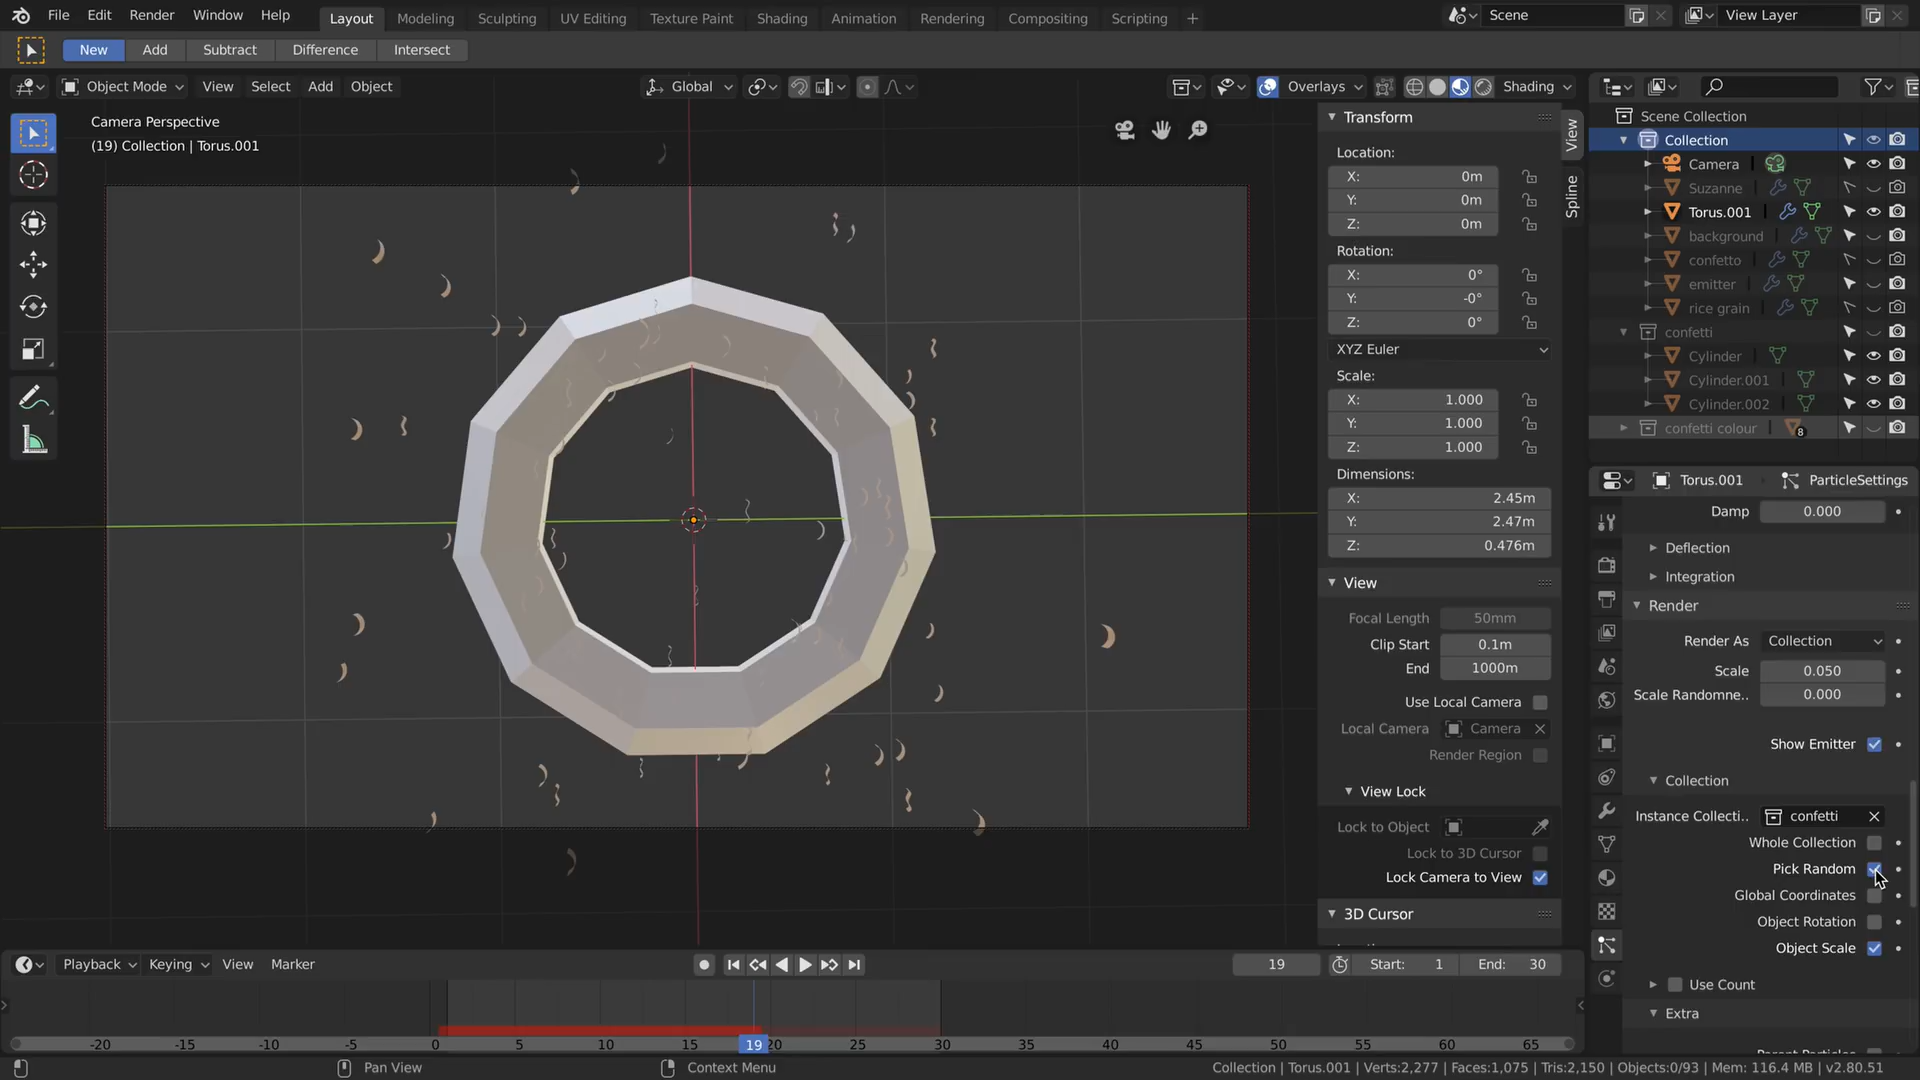 File Edit Render Window Help Layout Modeling Sculpting UV Editing Texture Paint Shading Animation Rendering Compositing Scripting + Scene View Layer
New Add Subtract Difference Intersect
Object Mode View Select Add Object Global Overlays Shading
Camera Perspective
(19) Collection | Torus.001
Transform
Location:
X: 0m
Y: 0m
Z: 0m
Rotation:
X: 0°
Y: -0°
Z: 0°
XYZ Euler
Scale:
X: 1.000
Y: 1.000
Z: 1.000
Dimensions:
X: 2.45m
Y: 2.47m
Z: 0.476m
View
Focal Length 50mm
Clip Start 0.1m
End 1000m
Use Local Camera
Local Camera Camera
Render Region
View Lock
Lock to Object
Lock to 3D Cursor
Lock Camera to View
3D Cursor
View
Spline
Scene Collection
Collection
Camera
Suzanne
Torus.001
background
confetto
emitter
rice grain
confetti
Cylinder
Cylinder.001
Cylinder.002
confetti colour 8
Torus.001 ParticleSettings
Damp 0.000
Deflection
Integration
Render
Render As Collection
Scale 0.050
Scale Randomne.. 0.000
Show Emitter
Collection
Instance Collecti.. confetti
Whole Collection
Pick Random
Global Coordinates
Object Rotation
Object Scale
Use Count
Extra
Playback Keying View Marker 19 Start: 1 End: 30
-20 -15 -10 -5 0 5 10 15 19 20 25 30 35 40 45 50 55 60 65
Pan View Context Menu Collection | Torus.001 | Verts:2,277 | Faces:1,075 | Tris:2,150 | Objects:0/93 | Mem: 116.4 MB | v2.80.51